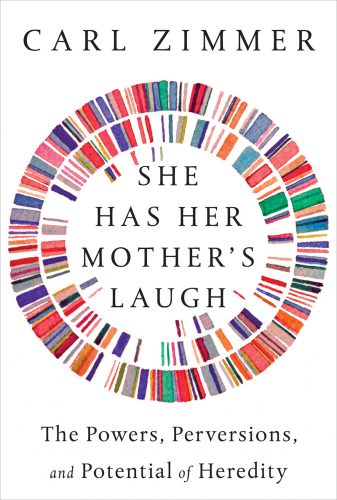 CARL ZIMMER
SHE
HAS HER
MOTHER'S
LAUGH
The Powers, Perversions,
and Potential of Heredity